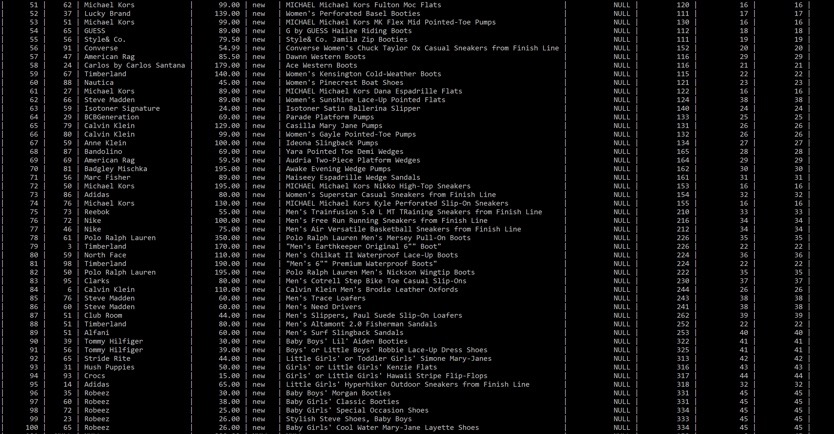 | 51 | 62 | Michael Kors | 99.00 | new | MICHAEL Michael Kors Fulton Moc Flats | NULL | 120 | 16 | 16 |
| 52 | 37 | Lucky Brand | 139.00 | new | Women's Perforated Basel Booties | NULL | 111 | 17 | 17 |
| 53 | 51 | Michael Kors | 99.00 | new | MICHAEL Michael Kors MK Flex Mid Pointed-Toe Pumps | NULL | 112 | 16 | 16 |
| 54 | 65 | GUESS | 89.00 | new | G by GUESS Hailee Riding Boots | NULL | 112 | 18 | 18 |
| 55 | 56 | Style& Co. | 79.50 | new | Style& Co. Jamila Zip Booties | NULL | 111 | 19 | 19 |
| 56 | 91 | Converse | 54.99 | new | Converse Women's Chuck Taylor Ox Casual Sneakers from Finish Line | NULL | 152 | 20 | 20 |
| 57 | 47 | American Rag | 85.50 | new | Dawnn Western Boots | NULL | 116 | 29 | 29 |
| 58 | 24 | Carlos by Carlos Santana | 179.00 | new | Ace Western Boots | NULL | 116 | 21 | 21 |
| 59 | 67 | Timberland | 140.00 | new | Women's Kensington Cold-Weather Boots | NULL | 115 | 22 | 22 |
| 60 | 88 | Nautica | 45.00 | new | Women's Pinecrest Boat Shoes | NULL | 121 | 23 | 23 |
| 61 | 27 | Michael Kors | 89.00 | new | MICHAEL Michael Kors Dana Espadrille Flats | NULL | 122 | 16 | 16 |
| 62 | 66 | Steve Madden | 89.00 | new | Women's Sunshine Lace-Up Pointed Flats | NULL | 124 | 38 | 38 |
| 63 | 59 | Isotoner Signature | 24.00 | new | Isotoner Satin Ballerina Slipper | NULL | 140 | 24 | 24 |
| 64 | 29 | BCBGeneration | 69.00 | new | Parade Platform Pumps | NULL | 133 | 25 | 25 |
| 65 | 79 | Calvin Klein | 129.00 | new | Casilla Mary Jane Pumps | NULL | 131 | 26 | 26 |
| 66 | 80 | Calvin Klein | 99.00 | new | Women's Gayle Pointed-Toe Pumps | NULL | 132 | 26 | 26 |
| 67 | 59 | Anne Klein | 100.00 | new | Ideona Slingback Pumps | NULL | 134 | 27 | 27 |
| 68 | 87 | Bandolino | 69.00 | new | Yara Pointed Toe Demi Wedges | NULL | 165 | 28 | 28 |
| 69 | 69 | American Rag | 59.50 | new | Audria Two-Piece Platform Wedges | NULL | 164 | 29 | 29 |
| 70 | 81 | Badgley Mischka | 195.00 | new | Awake Evening Wedge Pumps | NULL | 162 | 30 | 30 |
| 71 | 56 | Marc Fisher | 89.00 | new | Maiseey Espadrille Wedge Sandals | NULL | 161 | 31 | 31 |
| 72 | 50 | Michael Kors | 195.00 | new | MICHAEL Michael Kors Nikko High-Top Sneakers | NULL | 153 | 16 | 16 |
| 73 | 86 | Adidas | 80.00 | new | Women's Superstar Casual Sneakers from Finish Line | NULL | 154 | 32 | 32 |
| 74 | 76 | Michael Kors | 130.00 | new | MICHAEL Michael Kors Kyle Perforated Slip-On Sneakers | NULL | 155 | 16 | 16 |
| 75 | 73 | Reebok | 55.00 | new | Men's Trainfusion 5.0 L MT TRaining Sneakers from Finish Line | NULL | 210 | 33 | 33 |
| 76 | 72 | Nike | 100.00 | new | Men's Free Run Running Sneakers from Finish Line | NULL | 216 | 34 | 34 |
| 77 | 46 | Nike | 75.00 | new | Men's Air Versatile Basketball Sneakers from Finish Line | NULL | 212 | 34 | 34 |
| 78 | 61 | Polo Ralph Lauren | 350.00 | new | Polo Ralph Lauren Men's Mersey Pull-On Boots | NULL | 226 | 35 | 35 |
| 79 | 3 | Timberland | 170.00 | new | "Men's Earthkeeper Original 6"" Boot" | NULL | 226 | 22 | 22 |
| 80 | 59 | North Face | 110.00 | new | Men's Chilkat II Waterproof Lace-Up Boots | NULL | 224 | 36 | 36 |
| 81 | 98 | Timberland | 190.00 | new | "Men's 6"" Premium Waterproof Boots" | NULL | 224 | 22 | 22 |
| 82 | 50 | Polo Ralph Lauren | 195.00 | new | Polo Ralph Lauren Men's Nickson Wingtip Boots | NULL | 222 | 35 | 35 |
| 83 | 95 | Clarks | 80.00 | new | Men's Cotrell Step Bike Toe Casual Slip-Ons | NULL | 230 | 37 | 37 |
| 84 | 6 | Calvin Klein | 110.00 | new | Calvin Klein Men's Brodie Leather Oxfords | NULL | 244 | 26 | 26 |
| 85 | 76 | Steve Madden | 60.00 | new | Men's Trace Loafers | NULL | 243 | 38 | 38 |
| 86 | 60 | Steve Madden | 60.00 | new | Men's Need Drivers | NULL | 241 | 38 | 38 |
| 87 | 51 | Club Room | 44.00 | new | Men's Slippers, Paul Suede Slip-On Loafers | NULL | 262 | 39 | 39 |
| 88 | 51 | Timberland | 80.00 | new | Men's Altamont 2.0 Fisherman Sandals | NULL | 252 | 22 | 22 |
| 89 | 51 | Alfani | 60.00 | new | Men's Surf Slingback Sandals | NULL | 253 | 40 | 40 |
| 90 | 39 | Tommy Hilfiger | 30.00 | new | Baby Boys' Lil' Aiden Booties | NULL | 322 | 41 | 41 |
| 91 | 56 | Tommy Hilfiger | 39.00 | new | Boys' or Little Boys' Robbie Lace-Up Dress Shoes | NULL | 325 | 41 | 41 |
| 92 | 65 | Stride Rite | 44.00 | new | Little Girls' or Toddler Girls' Simone Mary-Janes | NULL | 313 | 42 | 42 |
| 93 | 31 | Hush Puppies | 50.00 | new | Little Girls' or Little Girls' Kenzie Flats | NULL | 316 | 43 | 43 |
| 94 | 93 | Crocs | 15.00 | new | Little Girls' or Little Girls' Hawaii Stripe Flip-Flops | NULL | 317 | 44 | 44 |
| 95 | 14 | Adidas | 65.00 | new | Little Girls' Hyperhiker Outdoor Sneakers from Finish Line | NULL | 318 | 32 | 32 |
| 96 | 35 | Robeez | 30.00 | new | Baby Boys' Morgan Booties | NULL | 331 | 45 | 45 |
| 97 | 60 | Robeez | 38.00 | new | Baby Girls' Classic Booties | NULL | 331 | 45 | 45 |
| 98 | 72 | Robeez | 25.00 | new | Baby Girls' Special Occasion Shoes | NULL | 334 | 45 | 45 |
| 99 | 23 | Robeez | 26.00 | new | Stylish Steve Shoes, Baby Boys | NULL | 334 | 45 | 45 |
| 100 | 65 | Robeez | 26.00 | new | Baby Girls' Cool Water Mary-Jane Layette Shoes | NULL | 334 | 45 | 45 |